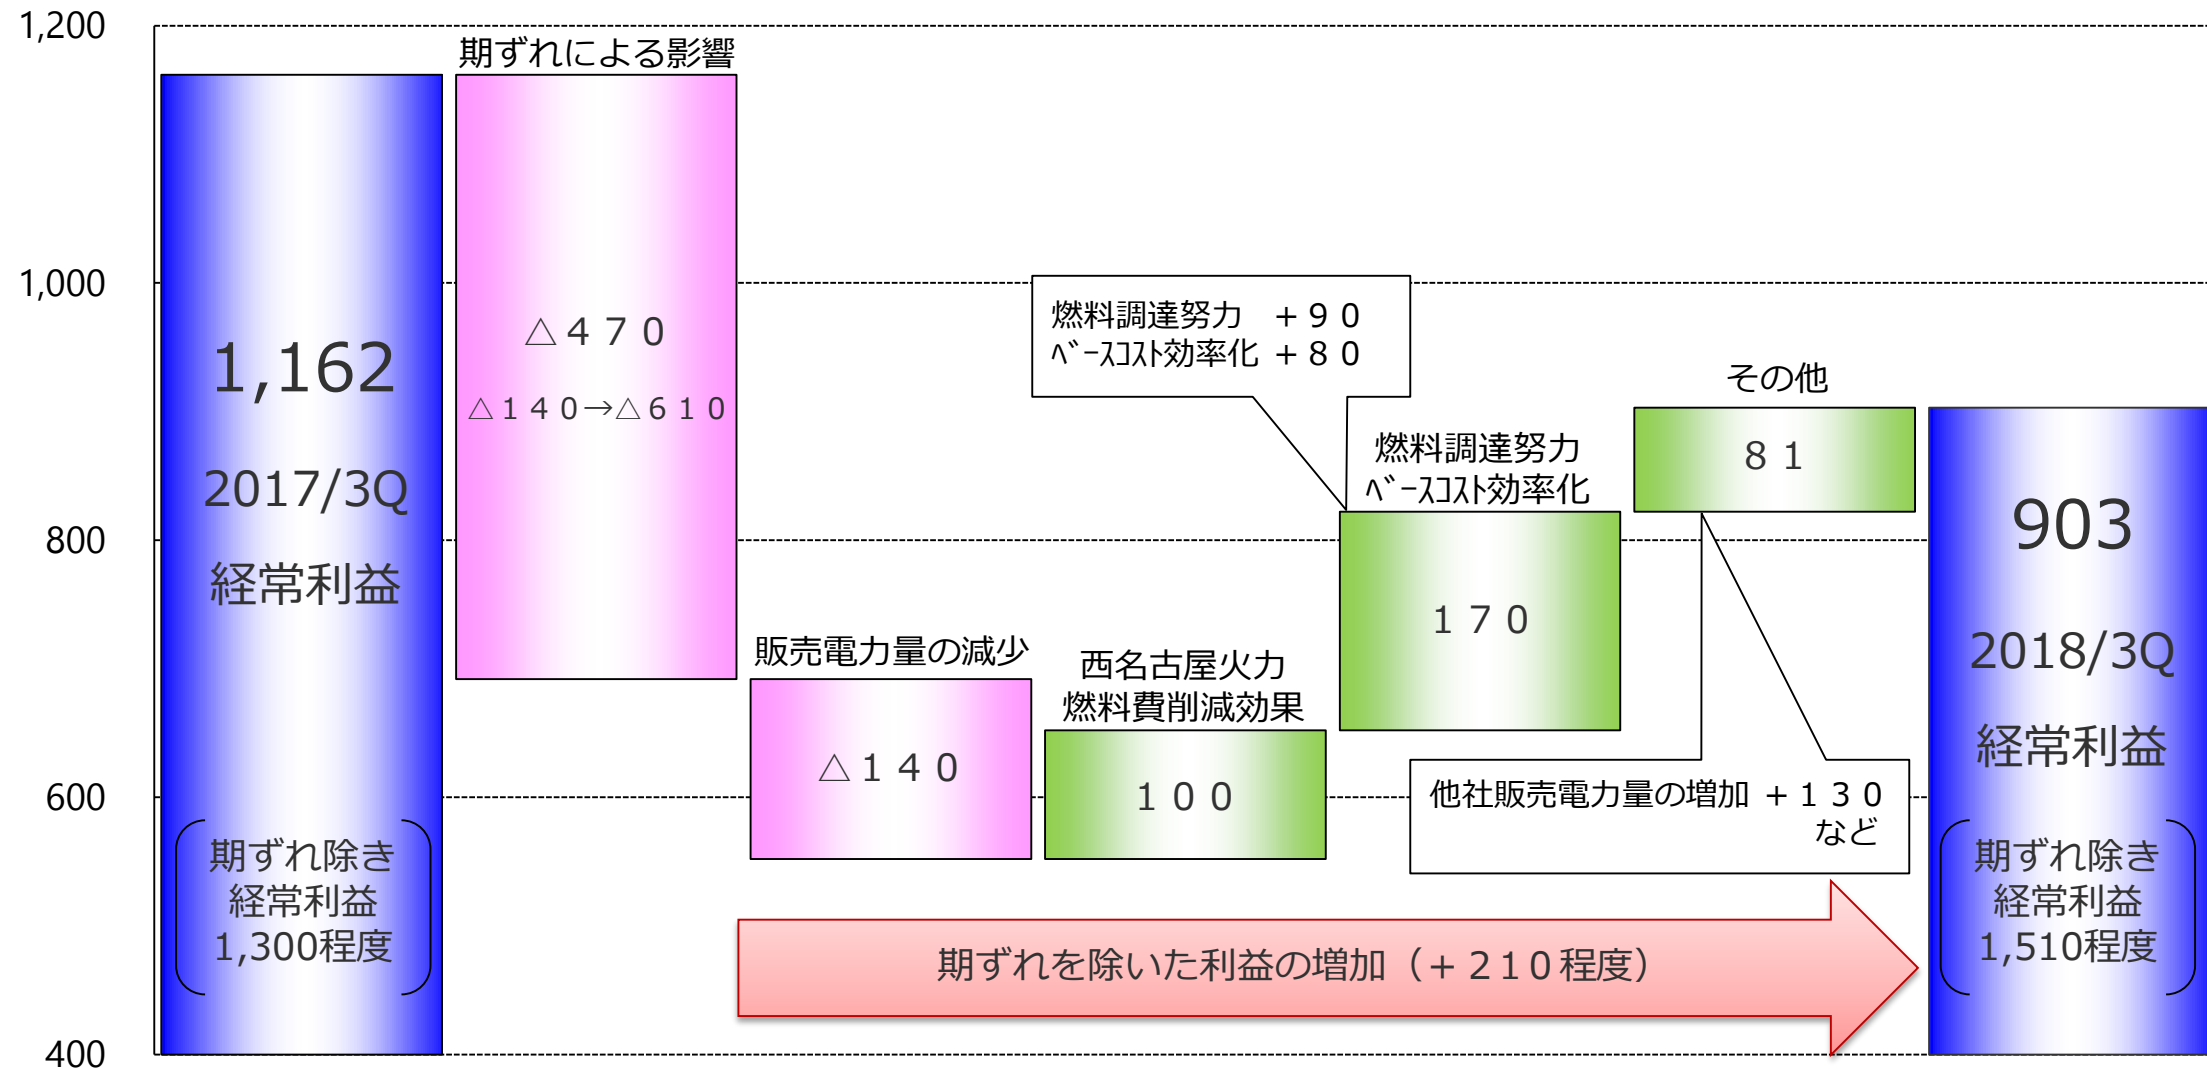 1,200
1,000
800
600
400
1,162
2017/3Q
経常利益
期ずれ除き
経常利益
1,300程度
期ずれによる影響
△４７０
△１４０→△６１０
販売電力量の減少
△１４０
西名古屋火力
燃料費削減効果
１００
燃料調達努力　＋９０
ﾍﾞｰｽｺｽﾄ効率化 ＋８０
燃料調達努力
ﾍﾞｰｽｺｽﾄ効率化
１７０
その他
８１
他社販売電力量の増加 ＋１３０
など
903
2018/3Q
経常利益
期ずれ除き
経常利益
1,510程度
期ずれを除いた利益の増加（＋２１０程度）